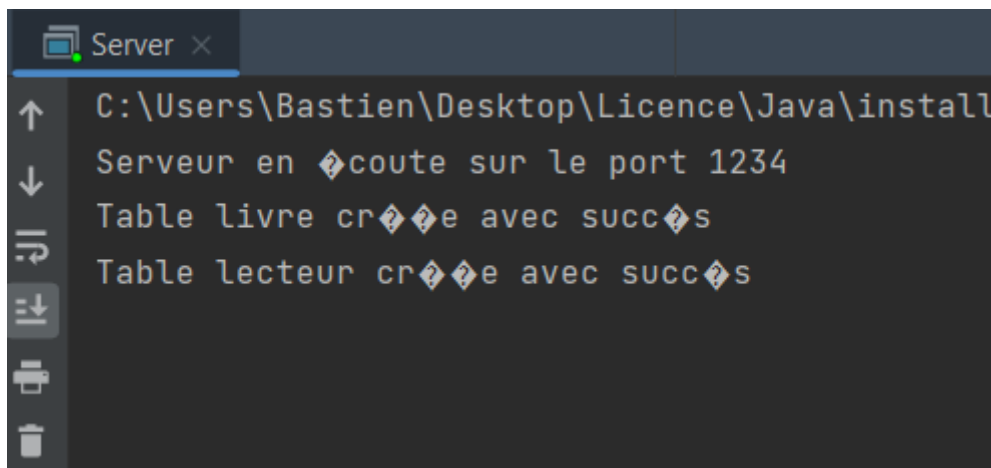 Server
C:\Users\Bastien\Desktop\Licence\Java\install
Serveur en �coute sur le port 1234
Table livre cr��e avec succ�s
Table lecteur cr��e avec succ�s